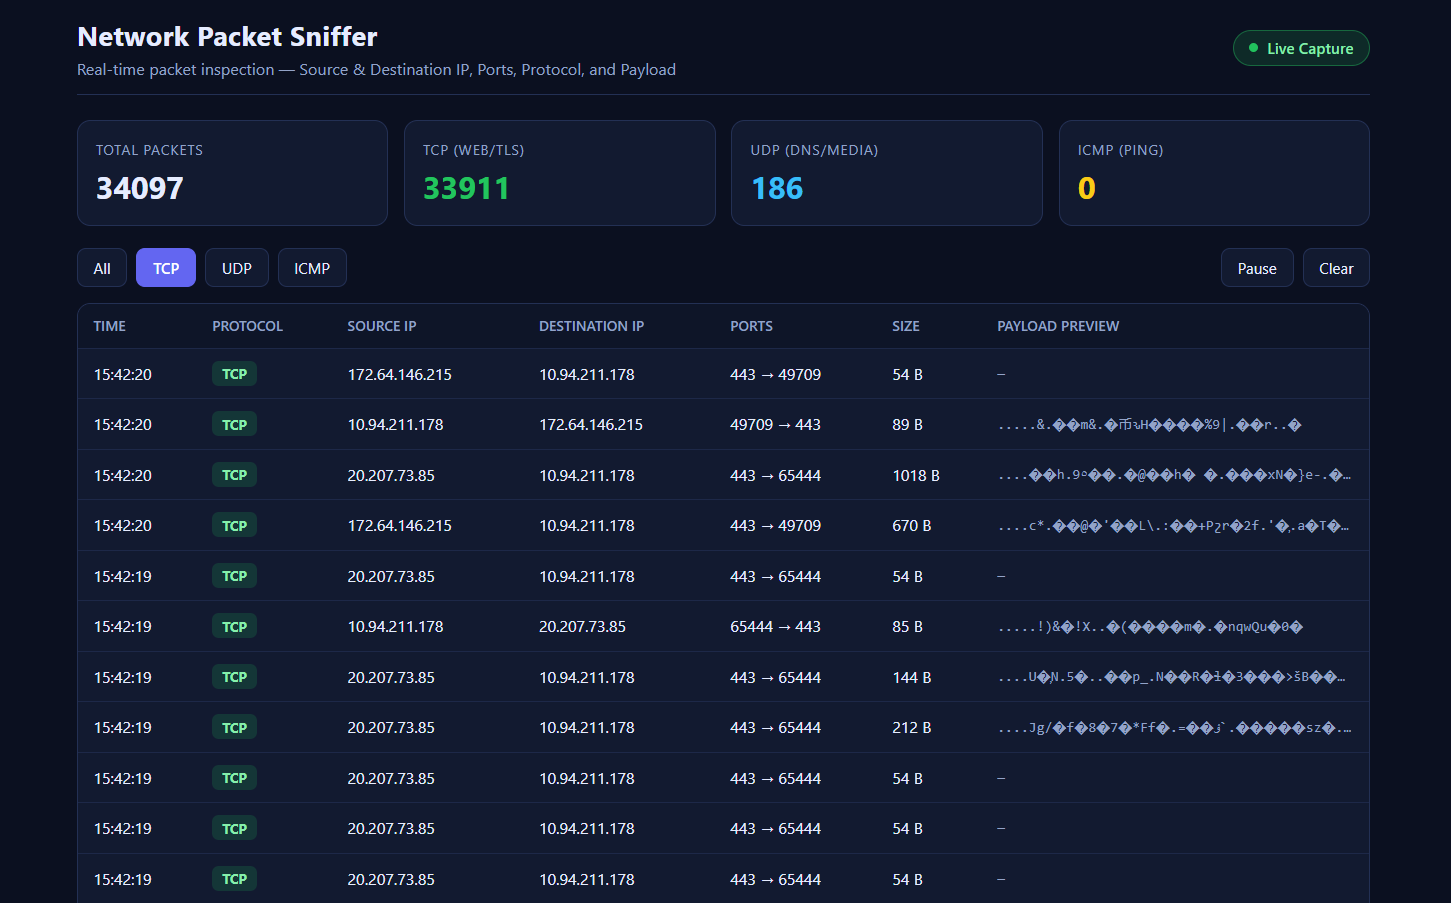 Network Packet Sniffer
Real-time packet inspection — Source & Destination IP, Ports, Protocol, and Payload
Live Capture
TOTAL PACKETS
34097
TCP (WEB/TLS)
33911
UDP (DNS/MEDIA)
186
ICMP (PING)
0
All TCP UDP ICMP Pause Clear
TIME PROTOCOL SOURCE IP DESTINATION IP PORTS SIZE PAYLOAD PREVIEW
15:42:20 TCP 172.64.146.215 10.94.211.178 443 → 49709 54 B —
15:42:20 TCP 10.94.211.178 172.64.146.215 49709 → 443 89 B
15:42:20 TCP 20.207.73.85 10.94.211.178 443 → 65444 1018 B
15:42:20 TCP 172.64.146.215 10.94.211.178 443 → 49709 670 B
15:42:19 TCP 20.207.73.85 10.94.211.178 443 → 65444 54 B —
15:42:19 TCP 10.94.211.178 20.207.73.85 65444 → 443 85 B .....!)&�!X..�(����m�.�nqwQu�0�
15:42:19 TCP 20.207.73.85 10.94.211.178 443 → 65444 144 B
15:42:19 TCP 20.207.73.85 10.94.211.178 443 → 65444 212 B
15:42:19 TCP 20.207.73.85 10.94.211.178 443 → 65444 54 B —
15:42:19 TCP 20.207.73.85 10.94.211.178 443 → 65444 54 B —
15:42:19 TCP 20.207.73.85 10.94.211.178 443 → 65444 54 B —